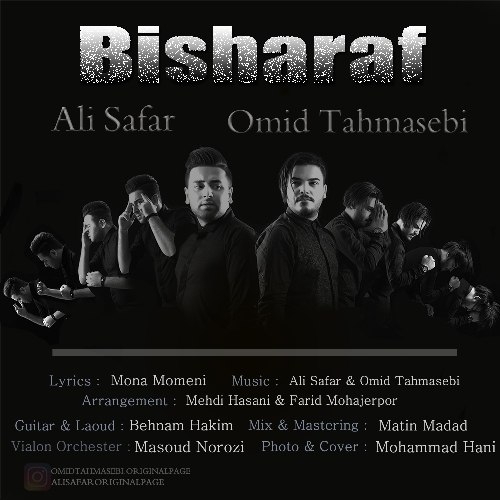 Bisharaf
Ali Safar Omid Tahmasebi
Lyrics : Mona Momeni Music : Ali Safar & Omid Tahmasebi
Arrangement : Mehdi Hasani & Farid Mohajerpor
Guitar & Laoud : Behnam Hakim Mix & Mastering : Matin Madad
Vialon Orchester : Masoud Norozi Photo & Cover : Mohammad Hani
OMIDTAHMASEBI.ORIGINALPAGE
ALISAFAR.ORIGINALPAGE